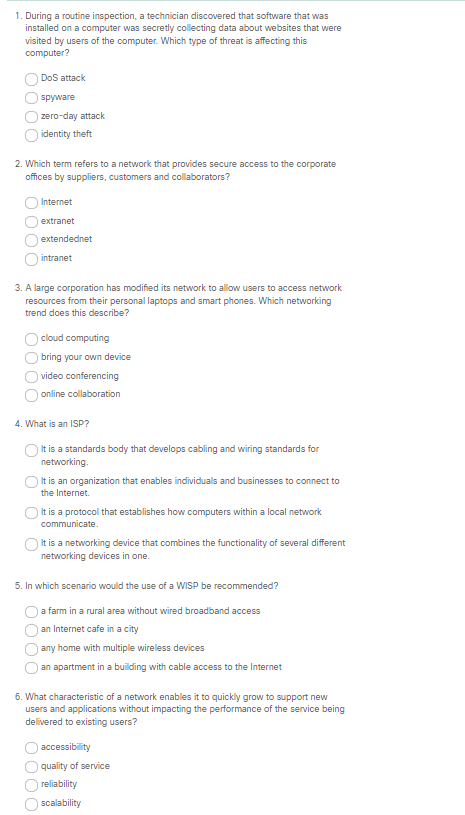 1. During a routine inspection, a technician discovered that software that was
installed on a computer was secretly collecting data about websites that were
visited by users of the computer. Which type of threat is affecting this
computer?
DoS attack
spyware
zero-day attack
identity theft
2. Which term refers to a network that provides secure access to the corporate
offices by suppliers, customers and collaborators?
Internet
extranet
extendednet
intranet
3. A large corporation has modified its network to allow users to access network
resources from their personal laptops and smart phones. Which networking
trend does this describe?
cloud computing
bring your own device
video conferencing
online collaboration
4. What is an ISP?
It is a standards body that develops cabling and wiring standards for
networking.
It is an organization that enables individuals and businesses to connect to
the Internet.
It is a protocol that establishes how computers within a local network
communicate.
It is a networking device that combines the functionality of several different
networking devices in one.
5. In which scenario would the use of a WISP be recommended?
a farm in a rural area without wired broadband access
an Internet cafe in a city
any home with multiple wireless devices
an apartment in a building with cable access to the Internet
6. What characteristic of a network enables it to quickly grow to support new
users and applications without impacting the performance of the service being
delivered to existing users?
accessibility
quality of service
reliability
scalability